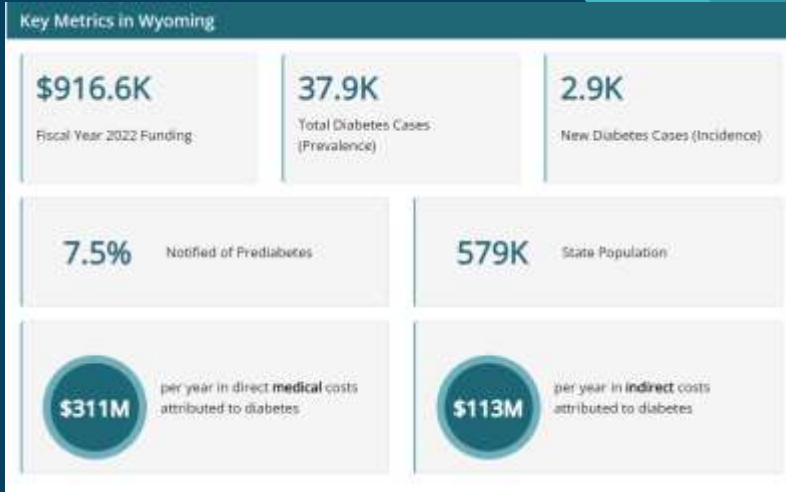 Key Metrics in Wyoming
$916.6K
Fiscal Year 2022 Funding
37.9K
Total Diabetes Cases
(Prevalence)
2.9K
New Diabetes Cases (Incidence)
7.5%
Notified of Prediabetes
579K
State Population
$311M
per year in direct medical costs
attributed to diabetes
$113M
per year in indirect costs
attributed to diabetes